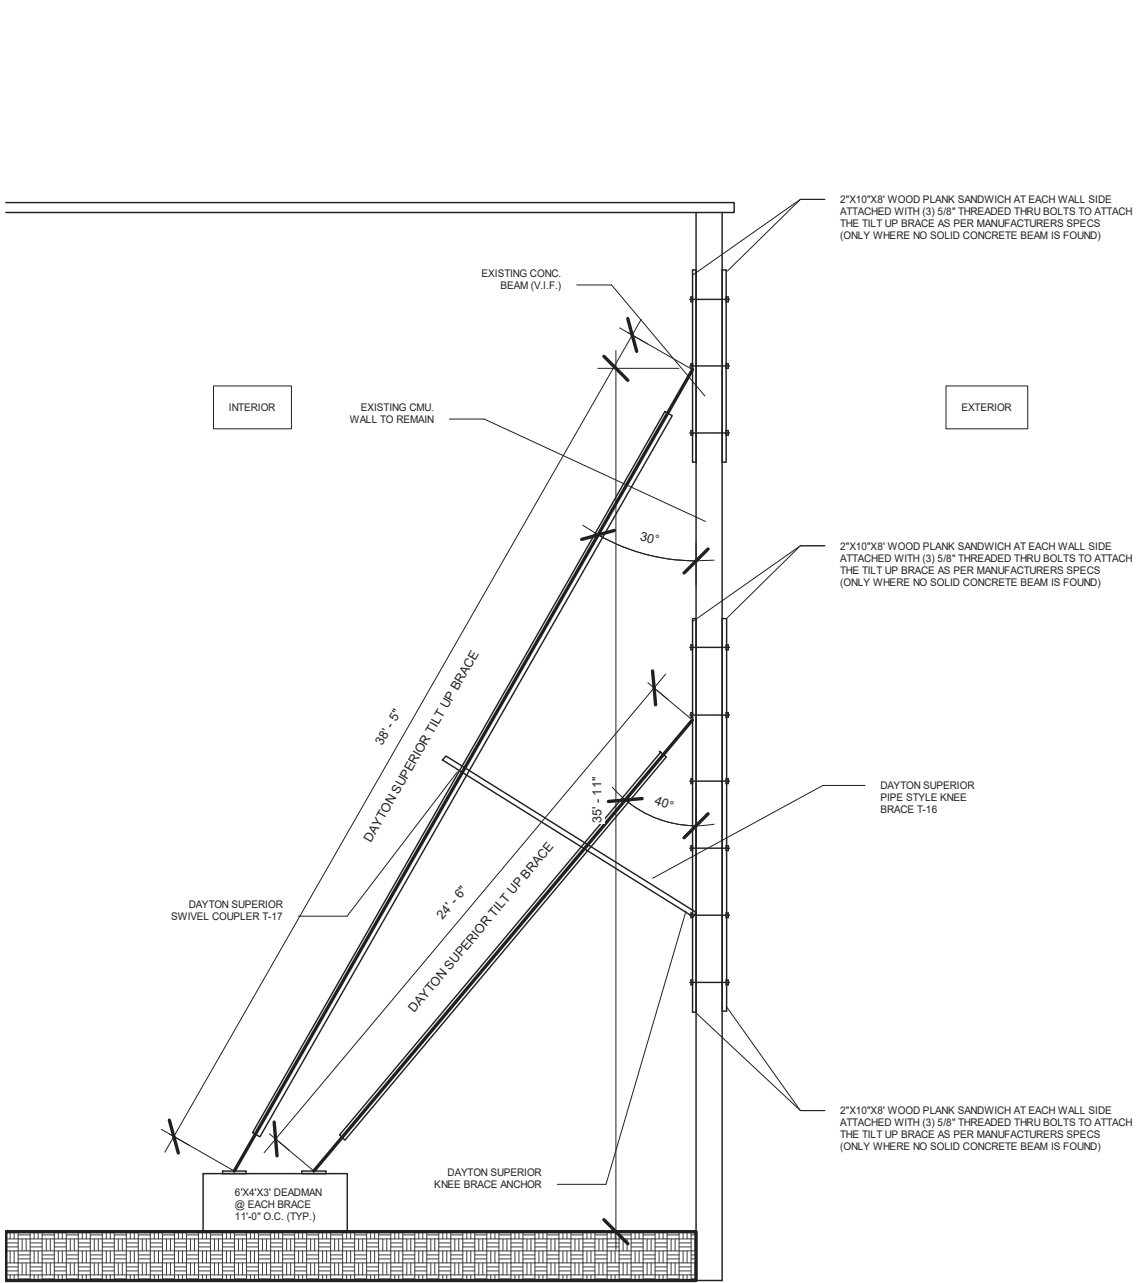 2"X10"X8' WOOD PLANK SANDWICH AT EACH WALL SIDE
ATTACHED WITH (3) 5/8" THREADED THRU BOLTS TO ATTACH
THE TILT UP BRACE AS PER MANUFACTURERS SPECS
(ONLY WHERE NO SOLID CONCRETE BEAM IS FOUND)
EXISTING CONC.
BEAM (V.I.F.)
INTERIOR
EXISTING CMU.
WALL TO REMAIN
EXTERIOR
30°
2"X10"X8' WOOD PLANK SANDWICH AT EACH WALL SIDE
ATTACHED WITH (3) 5/8" THREADED THRU BOLTS TO ATTACH
THE TILT UP BRACE AS PER MANUFACTURERS SPECS
(ONLY WHERE NO SOLID CONCRETE BEAM IS FOUND)
38' - 5"
DAYTON SUPERIOR TILT UP BRACE
35' - 11"
40°
DAYTON SUPERIOR
PIPE STYLE KNEE
BRACE T-16
24' - 6"
DAYTON SUPERIOR TILT UP BRACE
DAYTON SUPERIOR
SWIVEL COUPLER T-17
2"X10"X8' WOOD PLANK SANDWICH AT EACH WALL SIDE
ATTACHED WITH (3) 5/8" THREADED THRU BOLTS TO ATTACH
THE TILT UP BRACE AS PER MANUFACTURERS SPECS
(ONLY WHERE NO SOLID CONCRETE BEAM IS FOUND)
DAYTON SUPERIOR
KNEE BRACE ANCHOR
6'X4'X3' DEADMAN
@ EACH BRACE
11'-0" O.C. (TYP.)